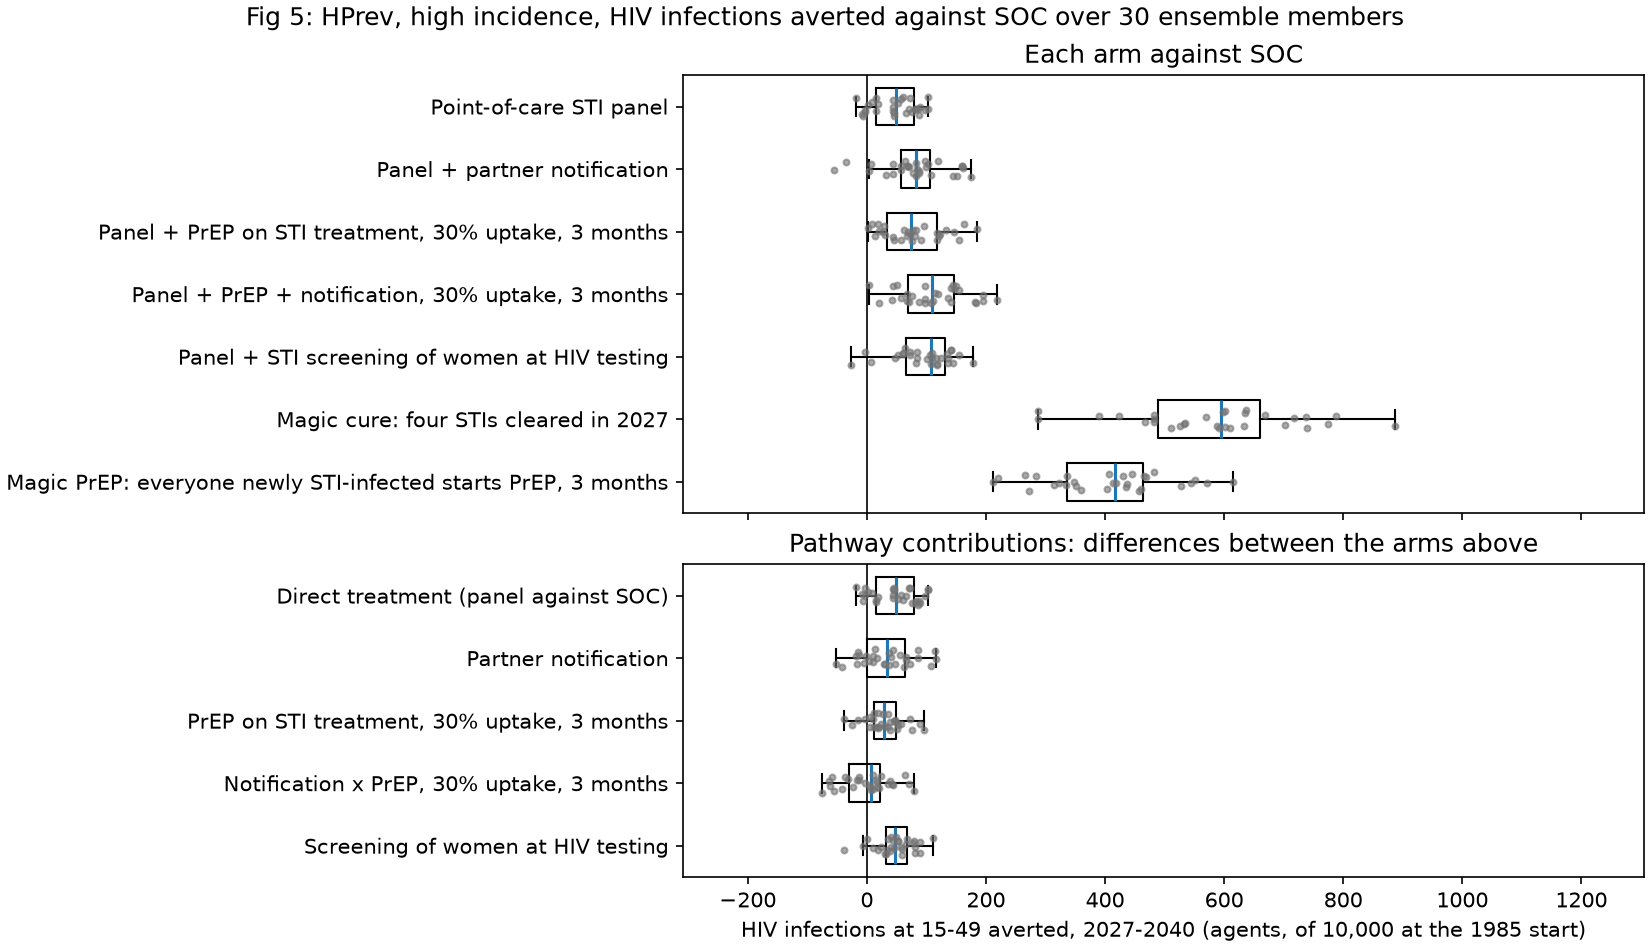 Fig 5: HPrev, high incidence, HIV infections averted against SOC over 30 ensemble members
Each arm against SOC
Point-of-care STI panel
Panel + partner notification
Panel + PrEP on STI treatment, 30% uptake, 3 months
Panel + PrEP + notification, 30% uptake, 3 months
Panel + STI screening of women at HIV testing
Magic cure: four STIs cleared in 2027
Magic PrEP: everyone newly STI-infected starts PrEP, 3 months
Pathway contributions: differences between the arms above
Direct treatment (panel against SOC)
Partner notification
PrEP on STI treatment, 30% uptake, 3 months
Notification x PrEP, 30% uptake, 3 months
Screening of women at HIV testing
−200 0 200 400 600 800 1000 1200
HIV infections at 15-49 averted, 2027-2040 (agents, of 10,000 at the 1985 start)